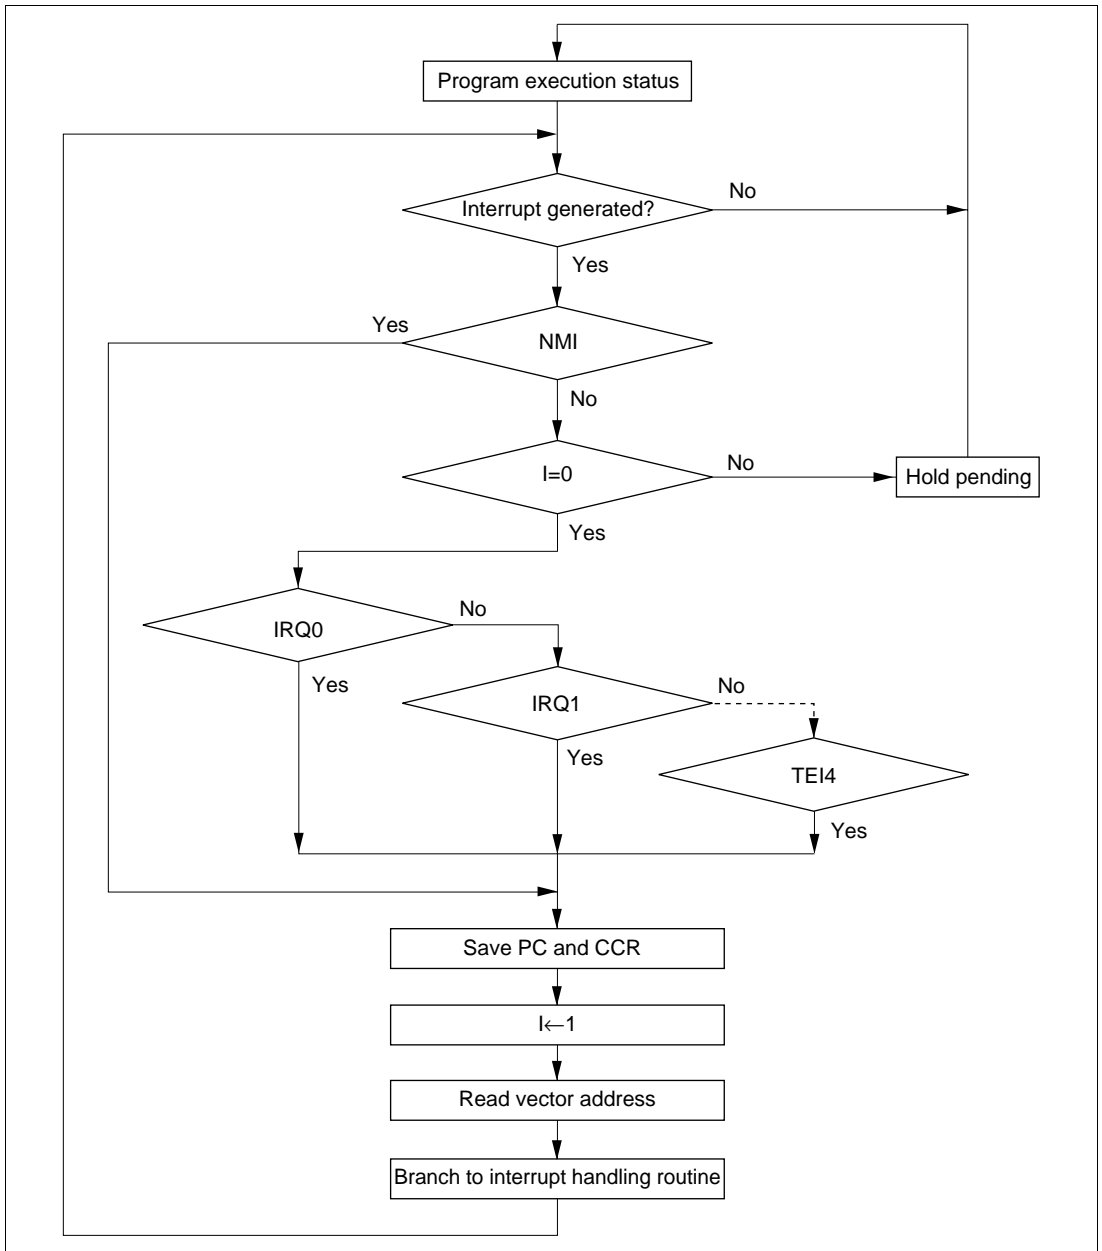 Program execution status
Interrupt generated?
No
Yes
Yes
NMI
No
I=0
No
Hold pending
Yes
IRQ0
No
Yes
IRQ1
No
Yes
TEI4
Yes
Save PC and CCR
I←1
Read vector address
Branch to interrupt handling routine